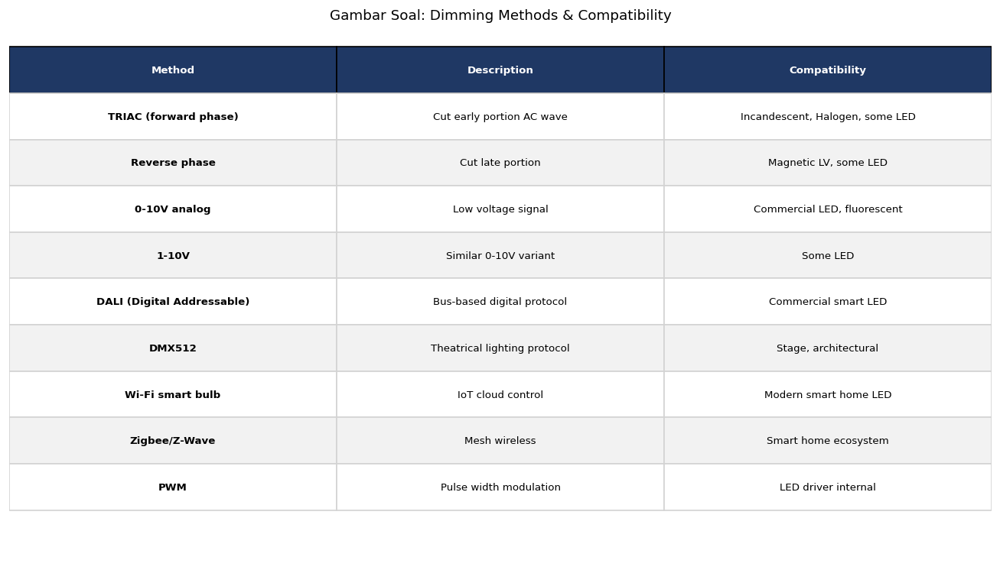 Gambar Soal: Dimming Methods & Compatibility
Method Description Compatibility
TRIAC (forward phase) Cut early portion AC wave Incandescent, Halogen, some LED
Reverse phase Cut late portion Magnetic LV, some LED
0-10V analog Low voltage signal Commercial LED, fluorescent
1-10V Similar 0-10V variant Some LED
DALI (Digital Addressable) Bus-based digital protocol Commercial smart LED
DMX512 Theatrical lighting protocol Stage, architectural
Wi-Fi smart bulb IoT cloud control Modern smart home LED
Zigbee/Z-Wave Mesh wireless Smart home ecosystem
PWM Pulse width modulation LED driver internal